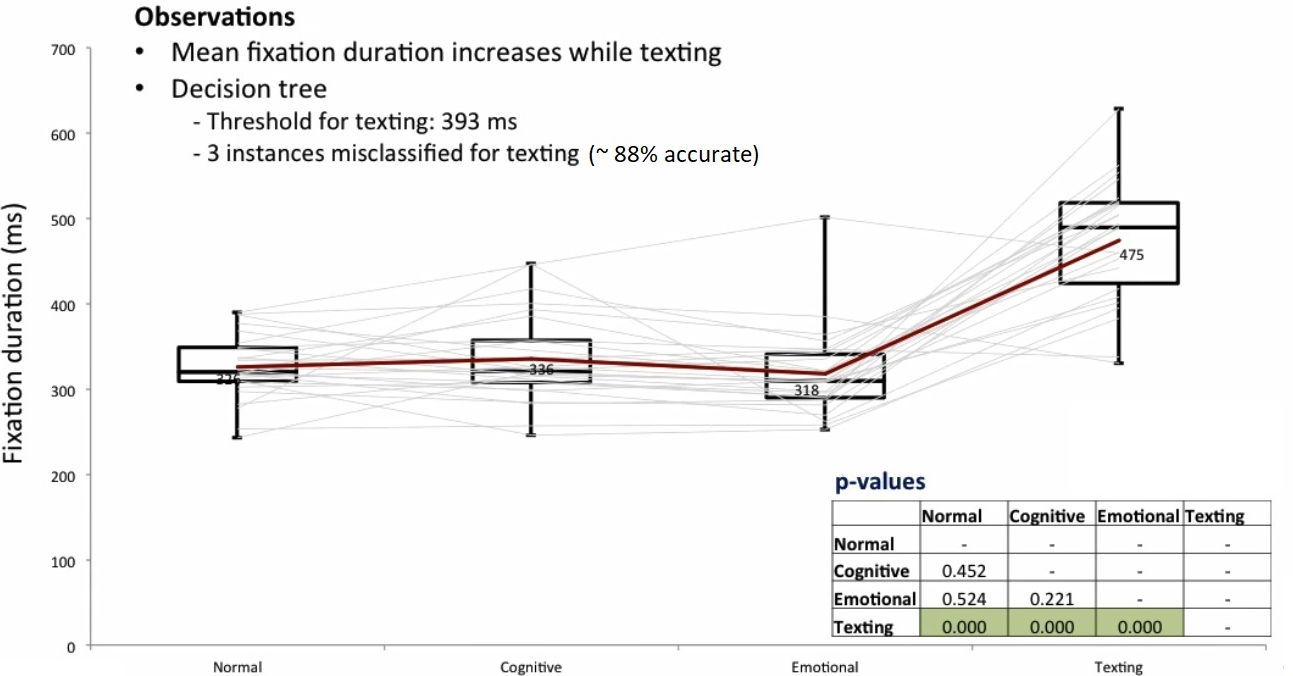 Observations
• Mean fixation duration increases while texting
• Decision tree
- Threshold for texting: 393 ms
- 3 instances misclassified for texting (~ 88% accurate)
Fixation duration (ms)
700
600
500
400
300
200
100
0
326
336
318
475
Normal
Cognitive
Emotional
Texting
p-values
Normal Cognitive Emotional Texting
Normal - - - -
Cognitive 0.452 - - -
Emotional 0.524 0.221 - -
Texting 0.000 0.000 0.000 -